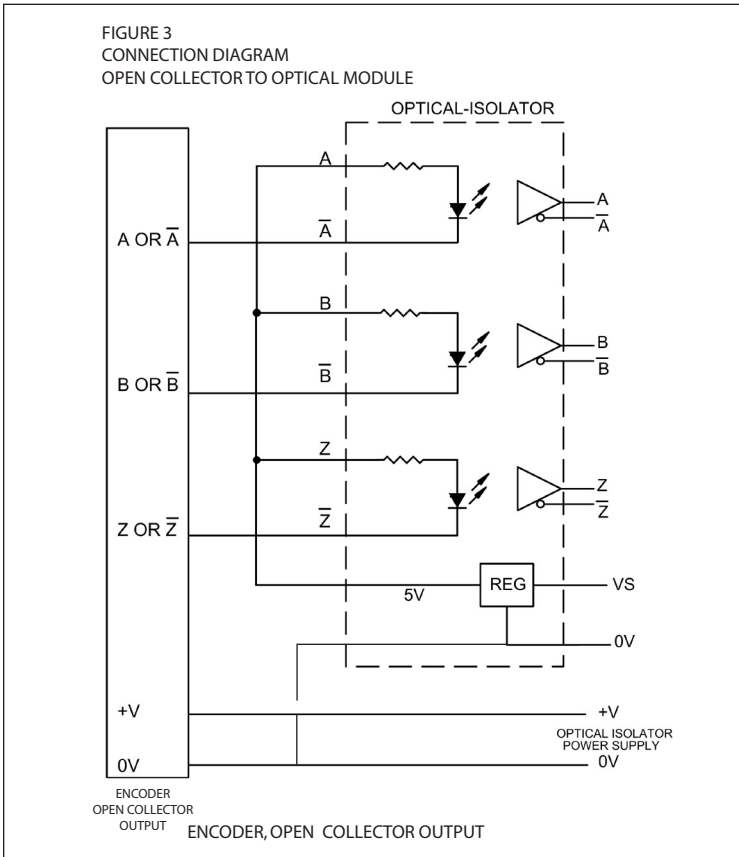 FIGURE 3
CONNECTION DIAGRAM
OPEN COLLECTOR TO OPTICAL MODULE
OPTICAL-ISOLATOR
A
A̅
A OR A̅
A
A̅
B
B̅
B OR B̅
B
B̅
Z
Z̅
Z OR Z̅
Z
Z̅
5V
REG
VS
0V
+V
+V
OPTICAL ISOLATOR
POWER SUPPLY
0V
0V
ENCODER
OPEN COLLECTOR
OUTPUT
ENCODER, OPEN COLLECTOR OUTPUT